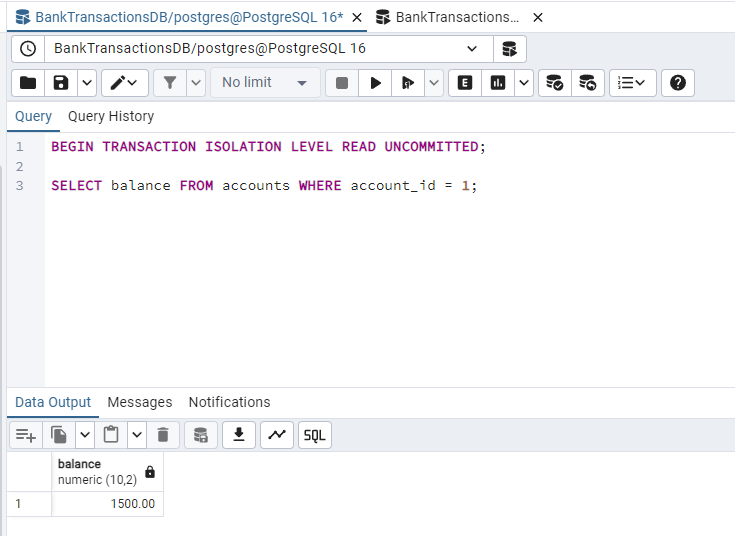 BankTransactionsDB/postgres@PostgreSQL 16* BankTransactions...
BankTransactionsDB/postgres@PostgreSQL 16
No limit E
Query Query History
1 BEGIN TRANSACTION ISOLATION LEVEL READ UNCOMMITTED;
2
3 SELECT balance FROM accounts WHERE account_id = 1;
Data Output Messages Notifications
SQL
balance
numeric (10,2)
1 1500.00